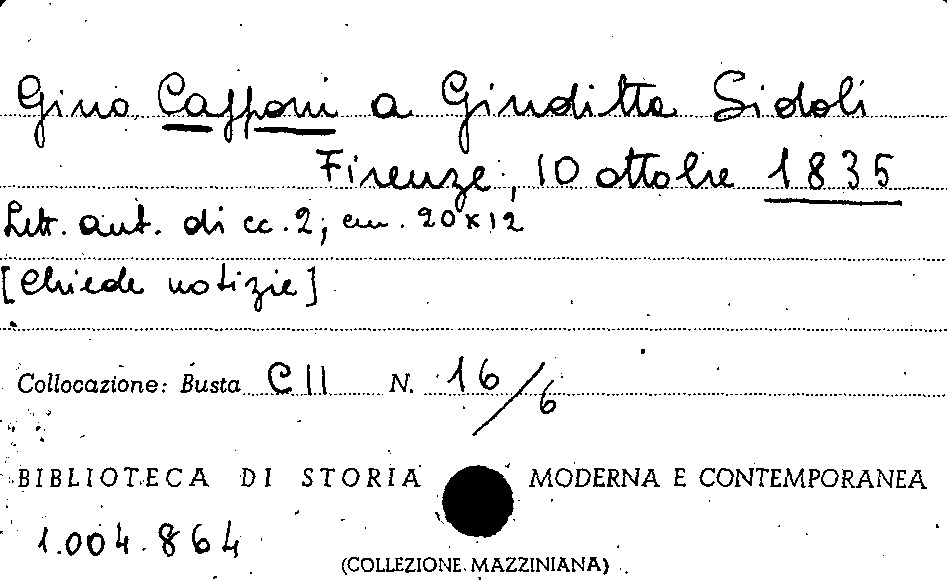 Gino Capponi a Giuditta Sidoli
Firenze, 10 ottobre 1835
Lett. aut. di cc. 2; cm. 20x12
[Chiede notizie]
Collocazione: Busta C II N. 16/6
BIBLIOTECA DI STORIA MODERNA E CONTEMPORANEA
1.004.864
(COLLEZIONE MAZZINIANA)